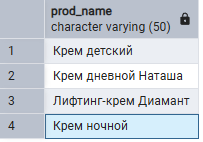 prod_name
character varying (50)
1 Крем детский
2 Крем дневной Наташа
3 Лифтинг-крем Диамант
4 Крем ночной